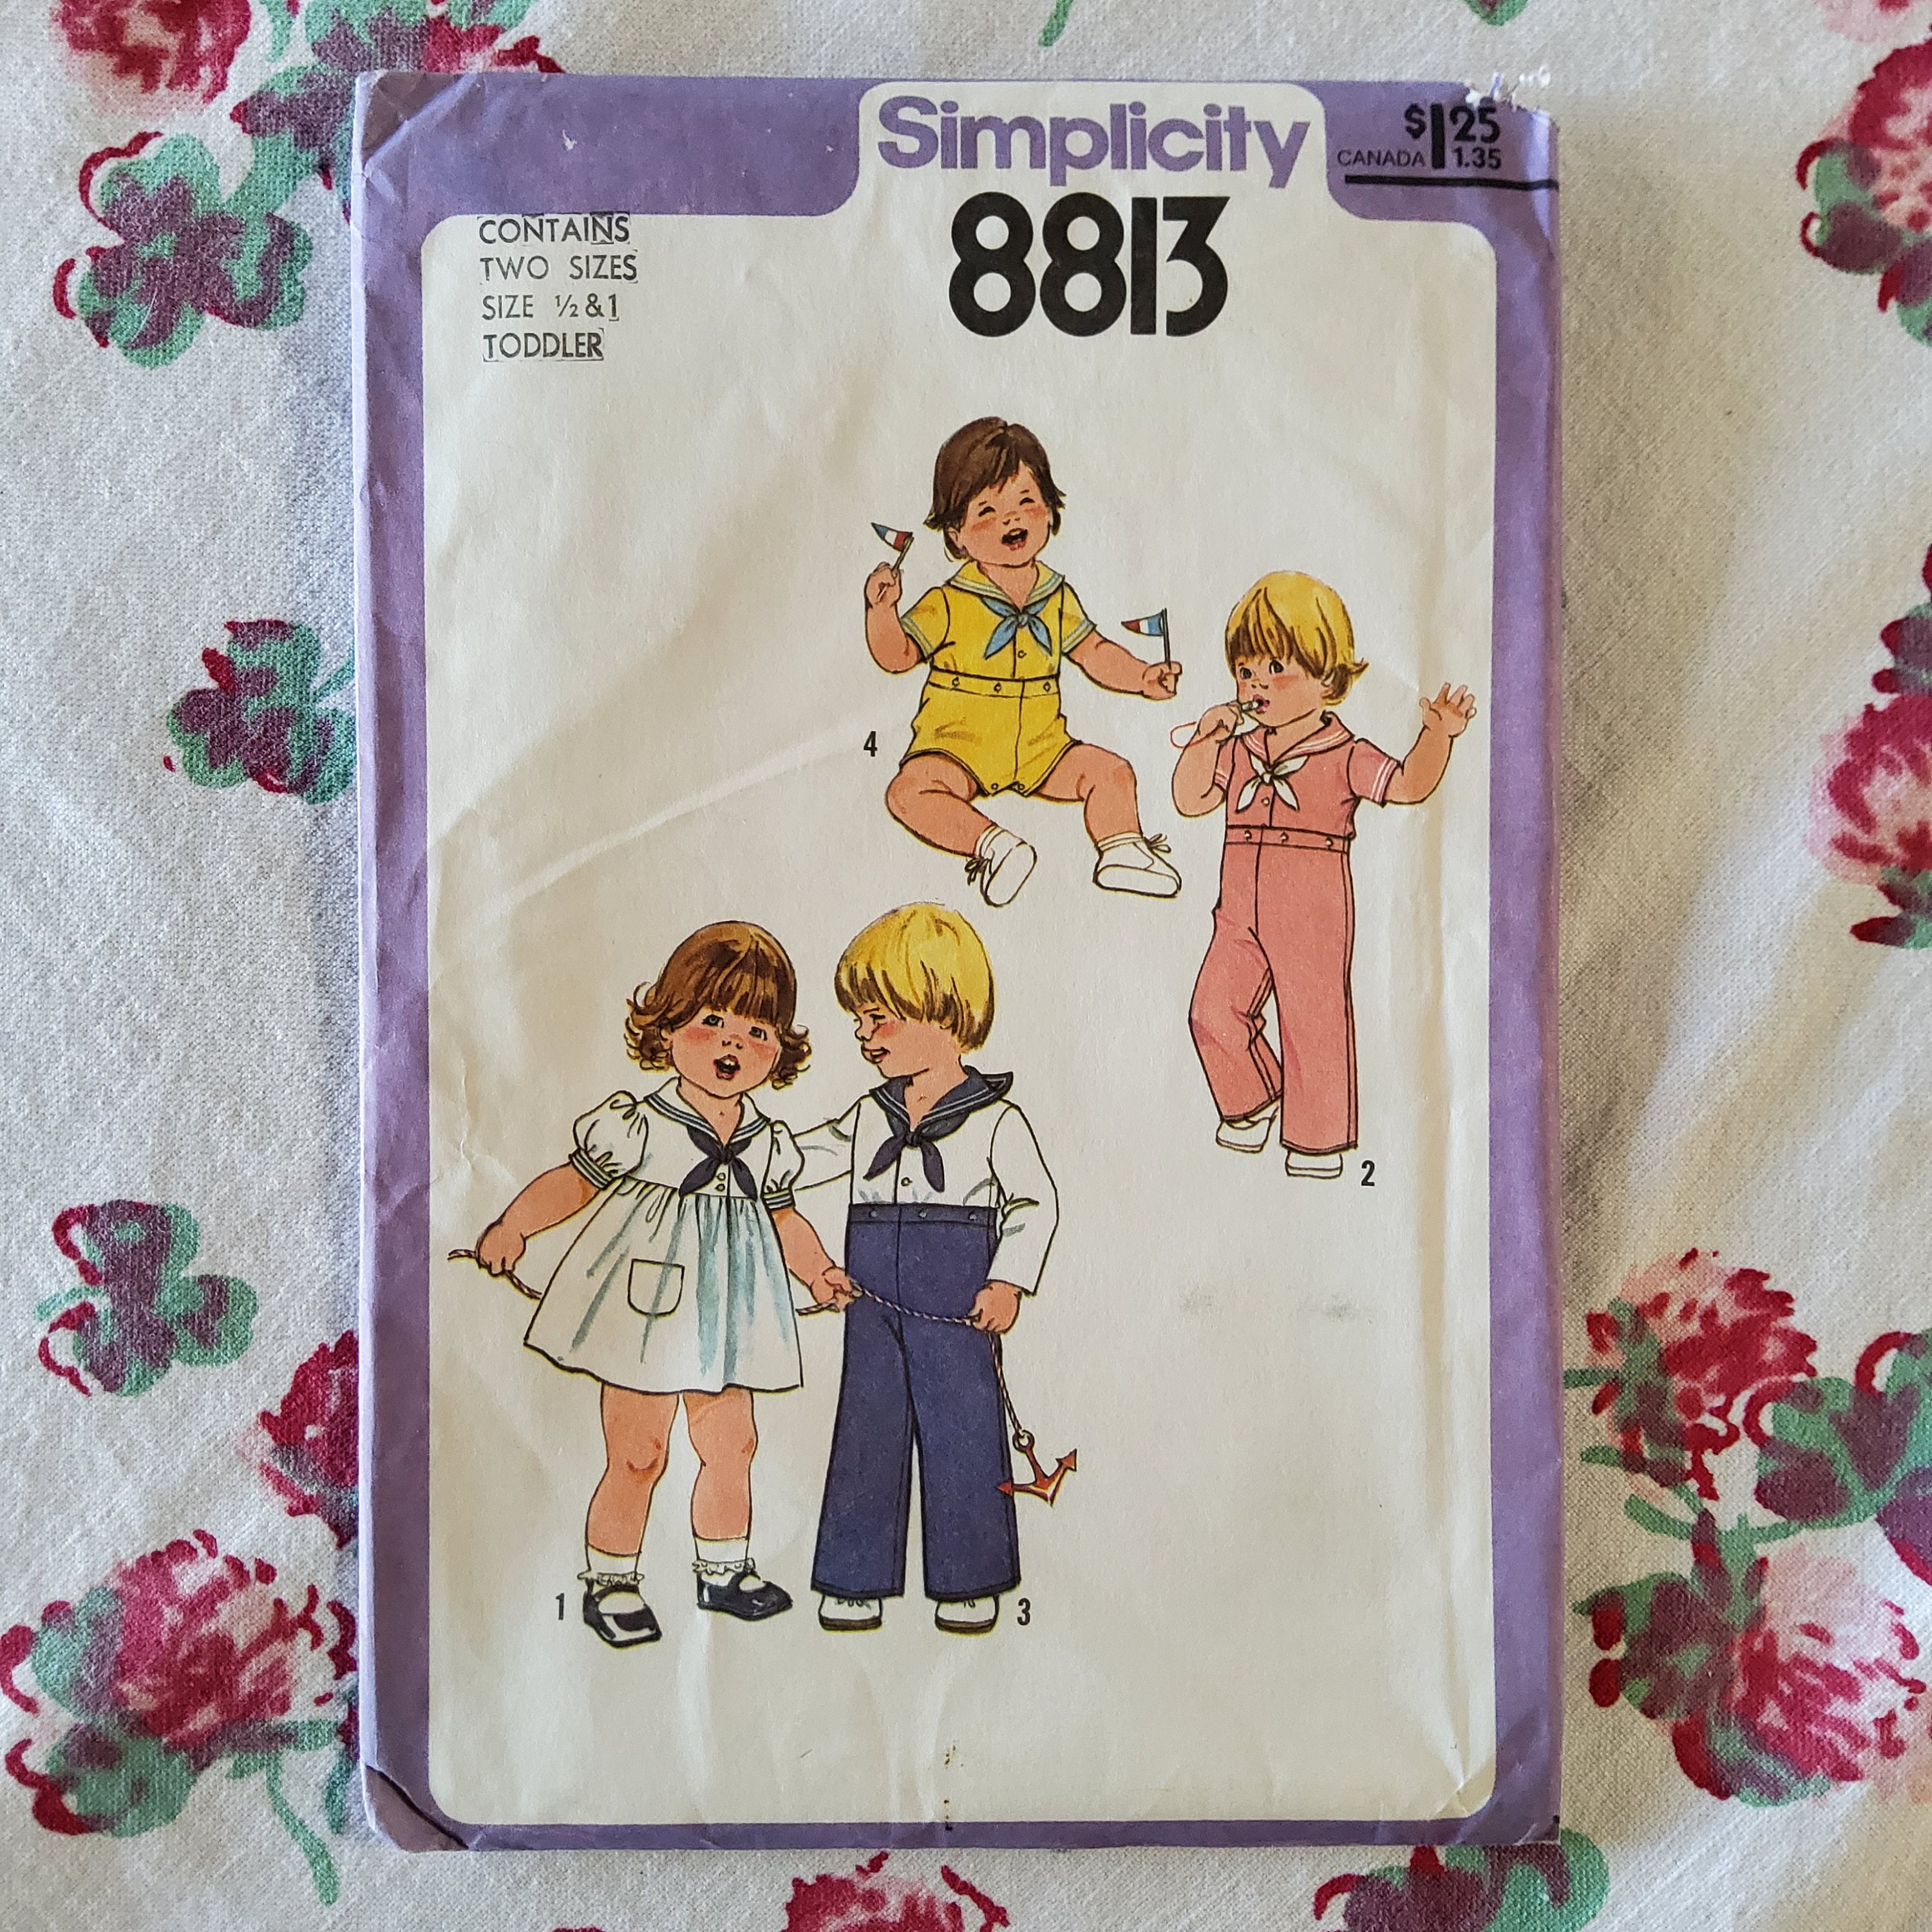 Simplicity
$1.25
CANADA 1.35
8813
CONTAINS
TWO SIZES
SIZE ½ & 1
TODDLER
4
2
1
3